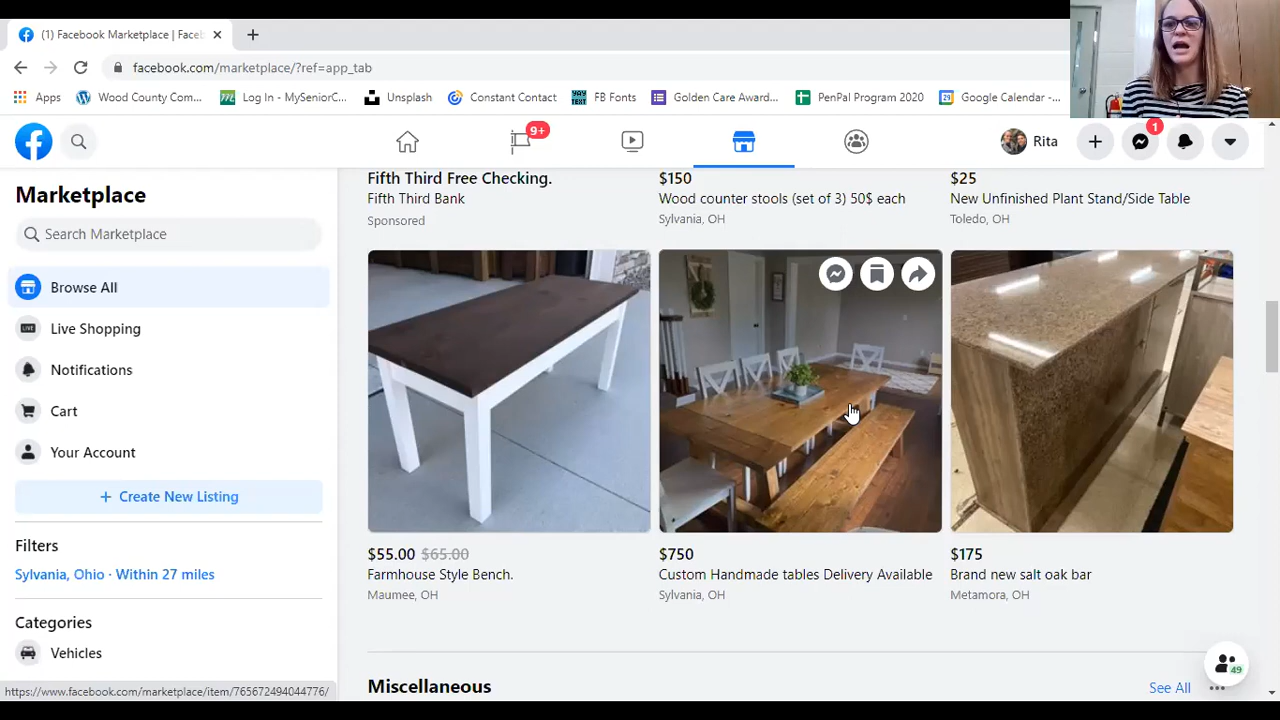 (1) Facebook Marketplace | Faceb
facebook.com/marketplace/?ref=app_tab
Apps
Wood County Com...
Log In - MySeniorC...
Unsplash
YAY TEXT
FB Fonts
Constant Contact
Golden Care Award...
PenPal Program 2020
Google Calendar -...
9+
Rita
1
Marketplace
Search Marketplace
Browse All
LIVE
Live Shopping
Notifications
Cart
Your Account
+ Create New Listing
Filters
Sylvania, Ohio · Within 27 miles
Categories
Vehicles
https://www.facebook.com/marketplace/item/765672494044776/
Fifth Third Free Checking.
Fifth Third Bank
Sponsored
$150
Wood counter stools (set of 3) 50$ each
Sylvania, OH
$25
New Unfinished Plant Stand/Side Table
Toledo, OH
$55.00 $65.00
Farmhouse Style Bench.
Maumee, OH
$750
Custom Handmade tables Delivery Available
Sylvania, OH
$175
Brand new salt oak bar
Metamora, OH
Miscellaneous
See All
49